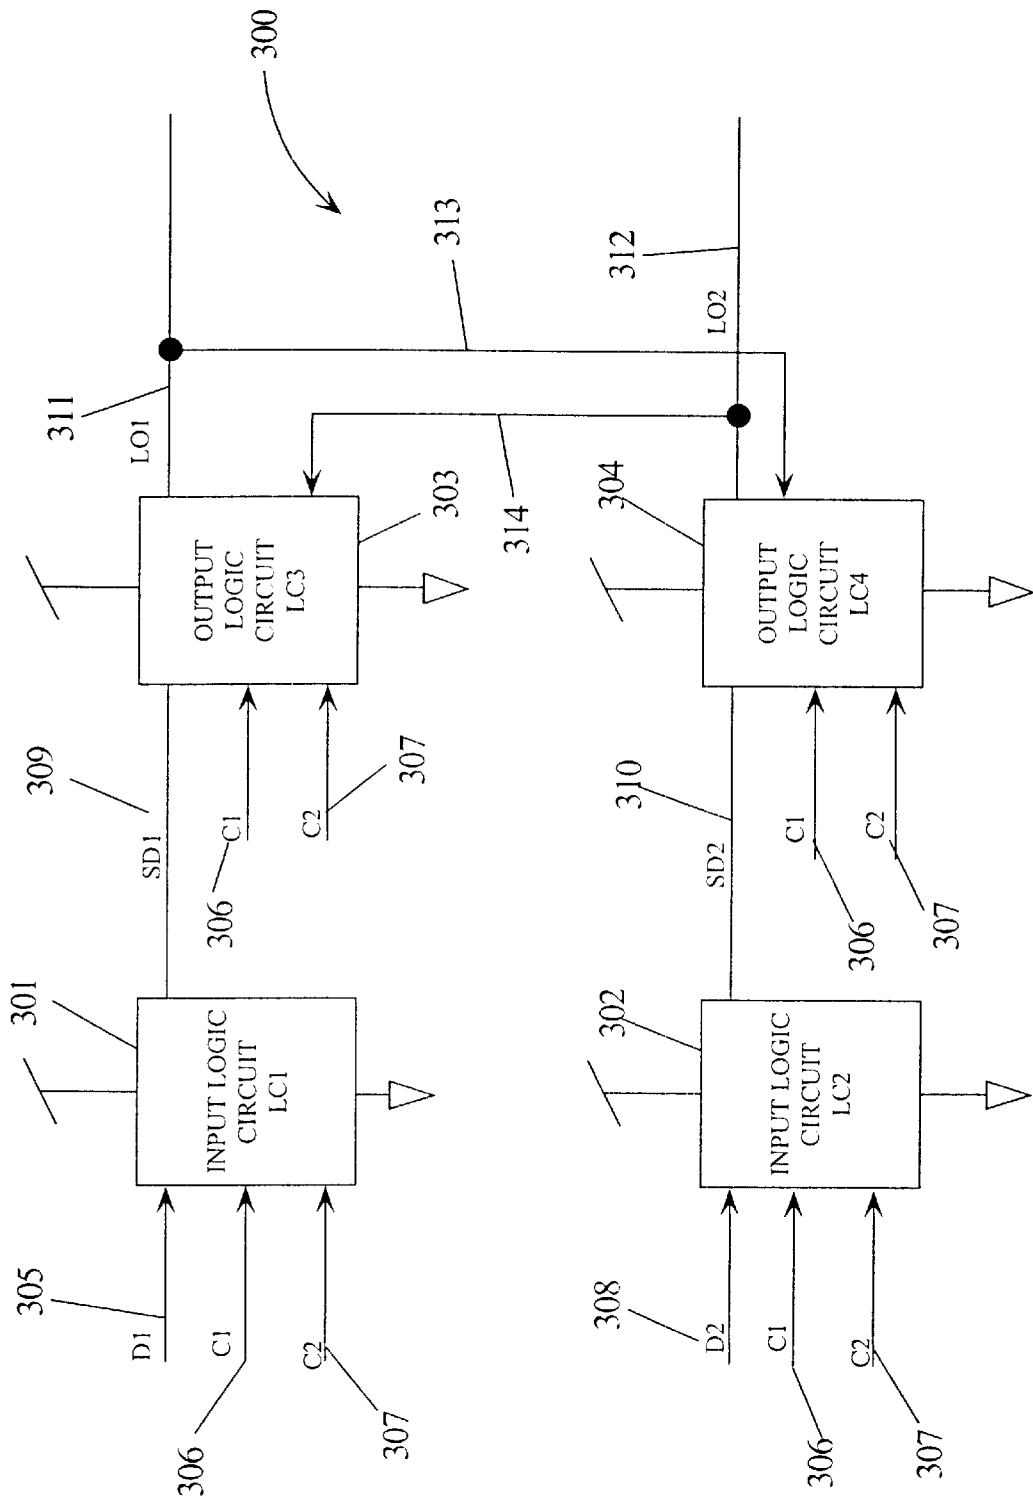 305
301
309
311
300
D1
SD1
LO1
INPUT LOGIC
CIRCUIT
LC1
OUTPUT
LOGIC
CIRCUIT
LC3
C1
C1
306
306
C2
C2
307
307
303
313
314
308
302
310
304
312
D2
SD2
LO2
INPUT LOGIC
CIRCUIT
LC2
OUTPUT
LOGIC
CIRCUIT
LC4
C1
C1
306
306
C2
C2
307
307